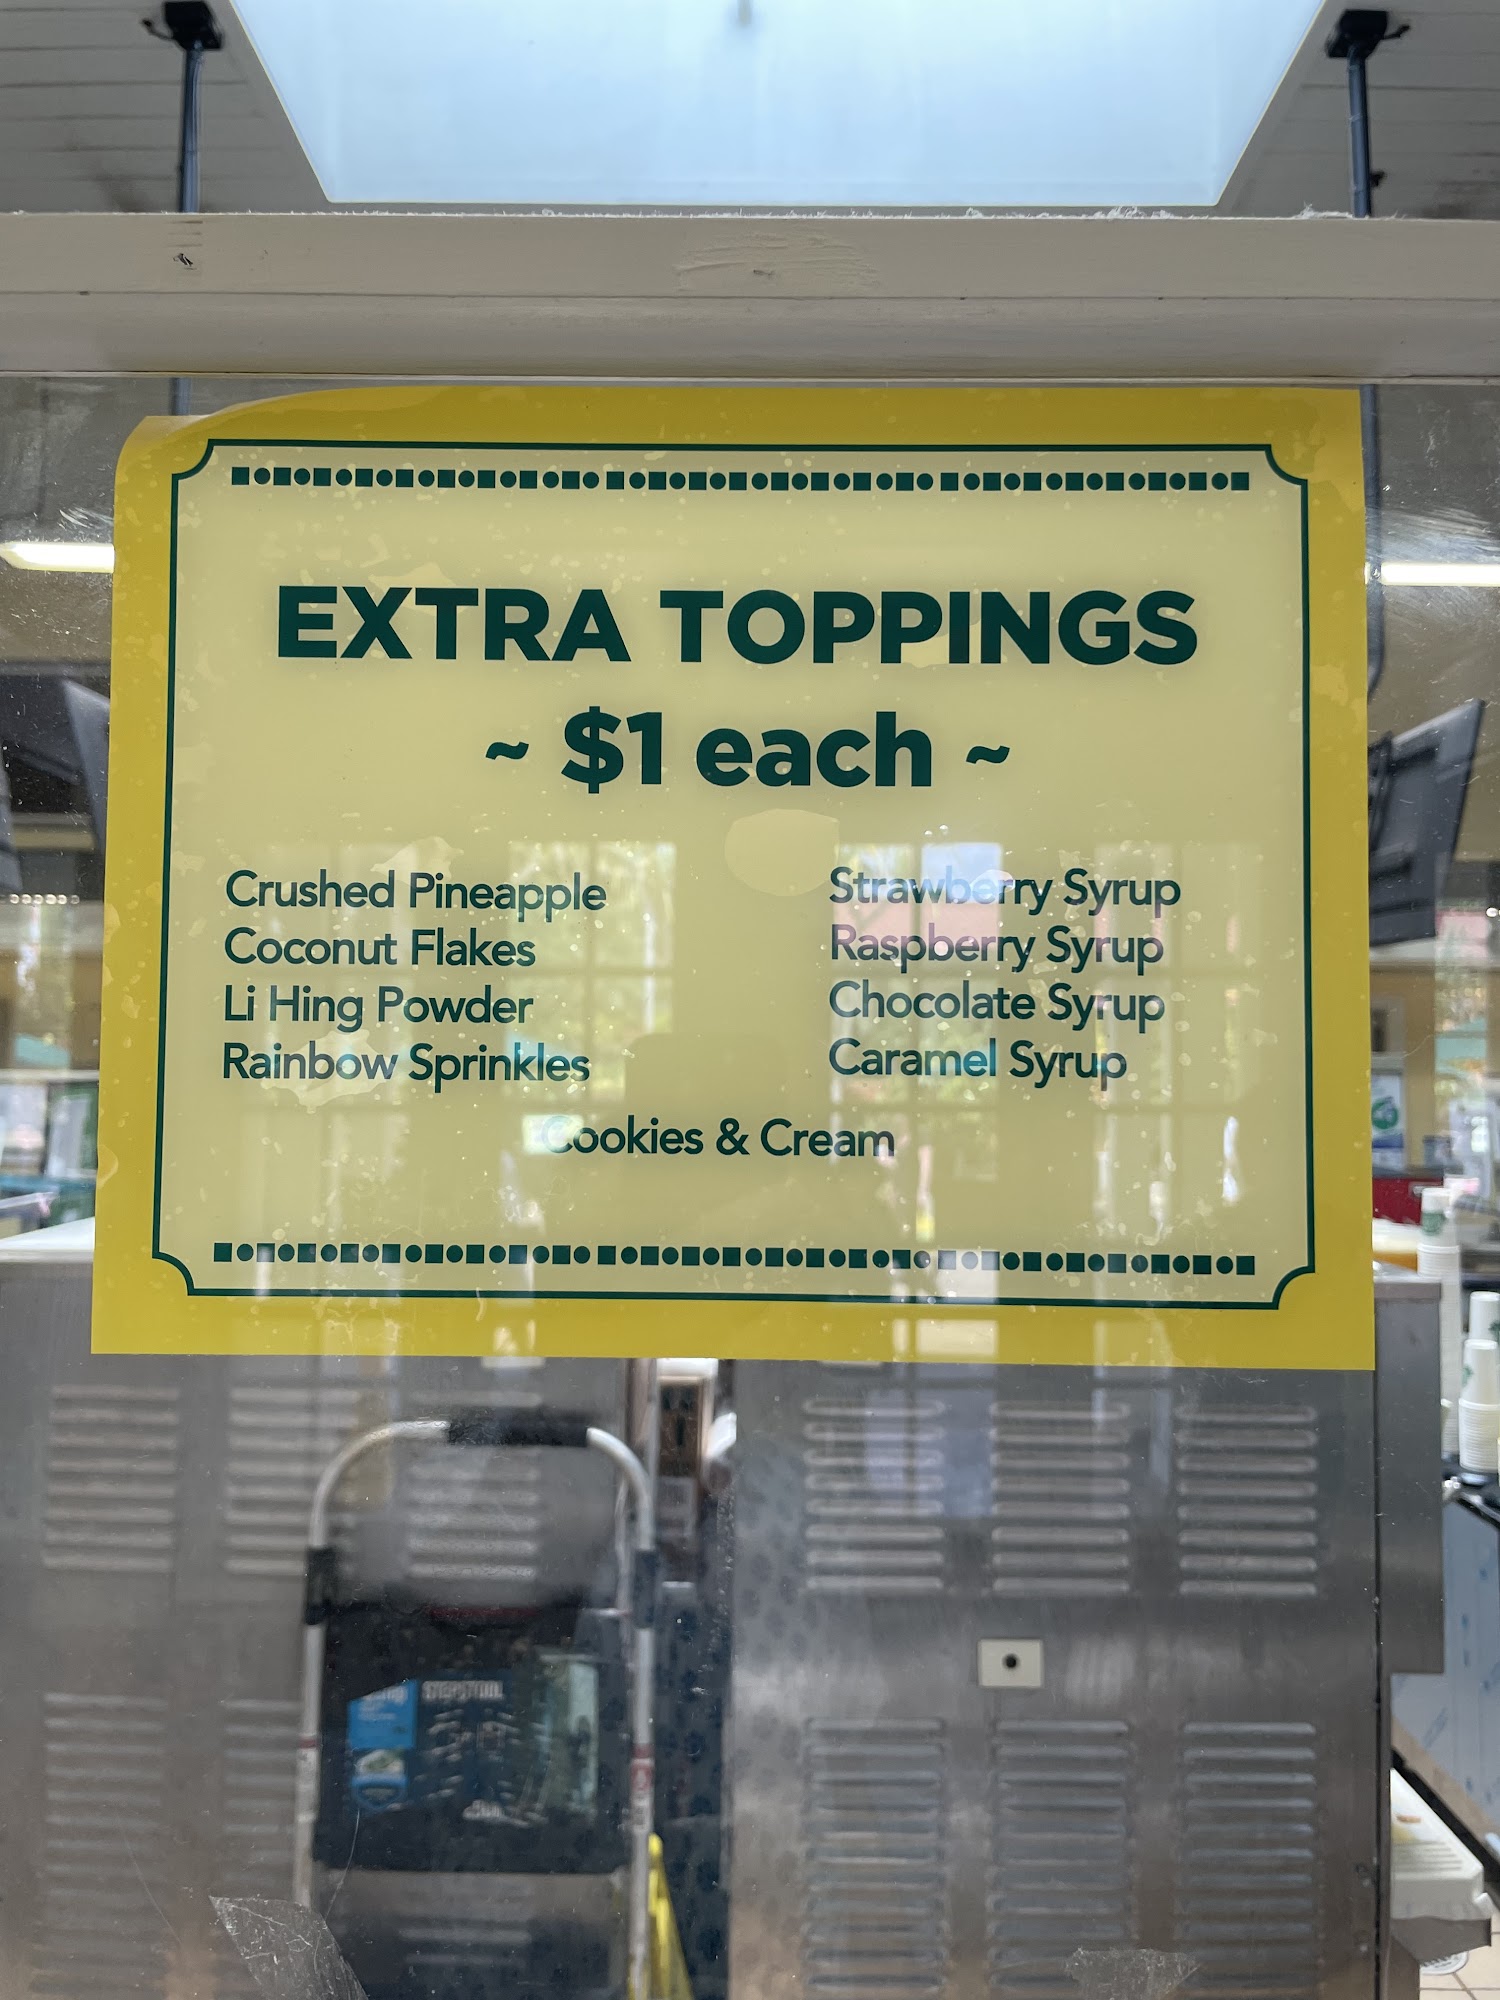 EXTRA TOPPINGS
~ $1 each ~
Crushed Pineapple
Coconut Flakes
Li Hing Powder
Rainbow Sprinkles
Strawberry Syrup
Raspberry Syrup
Chocolate Syrup
Caramel Syrup
Cookies & Cream
STEPSTOOL